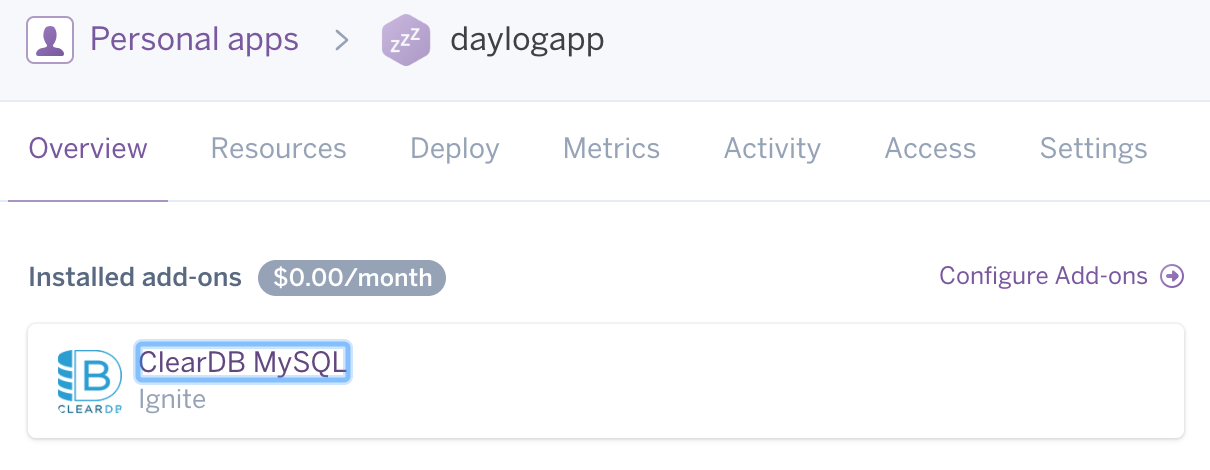 Personal apps > zzz daylogapp
Overview Resources Deploy Metrics Activity Access Settings
Installed add-ons $0.00/month Configure Add-ons
ClearDB MySQL
B
Ignite
CLEARDB